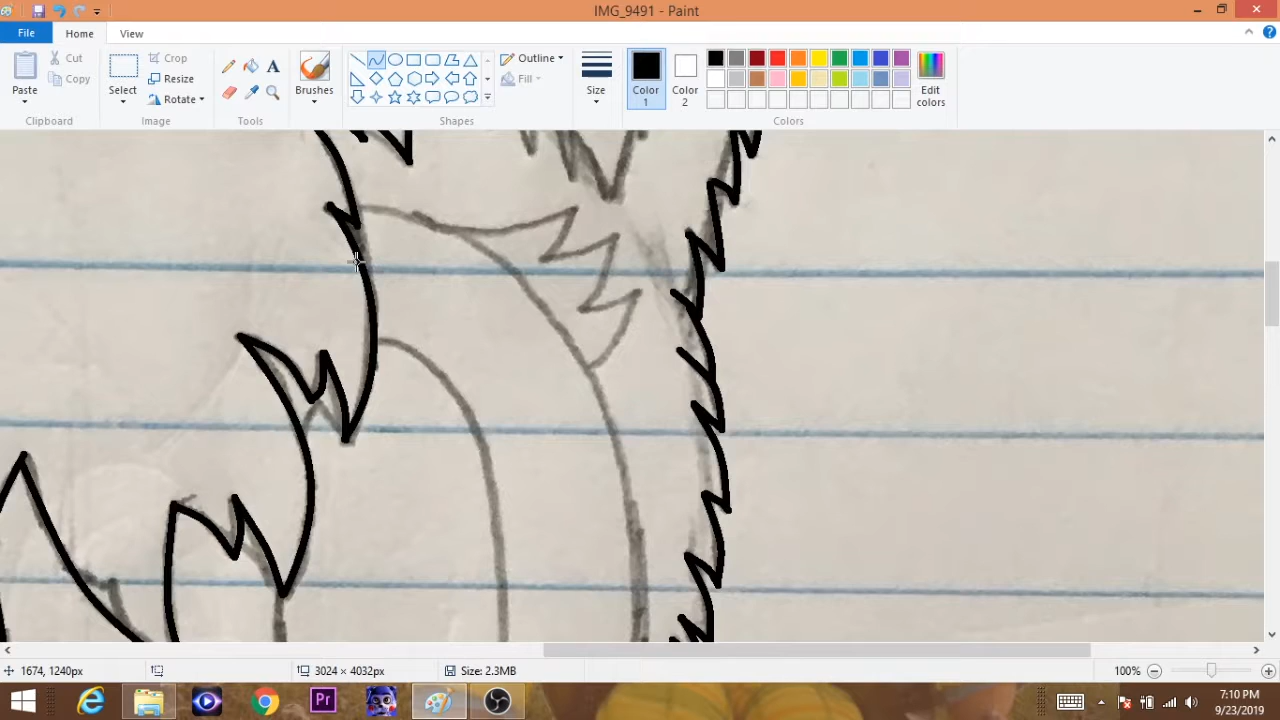 IMG_9491 - Paint
File Home View
Paste Cut Copy Clipboard
Select Crop Resize Rotate Image
Tools
Brushes
Outline Fill Shapes
Size
Color 1 Color 2 Edit colors Colors
1674, 1240px 3024 × 4032px Size: 2.3MB 100%
Pr 7:10 PM
9/23/2019